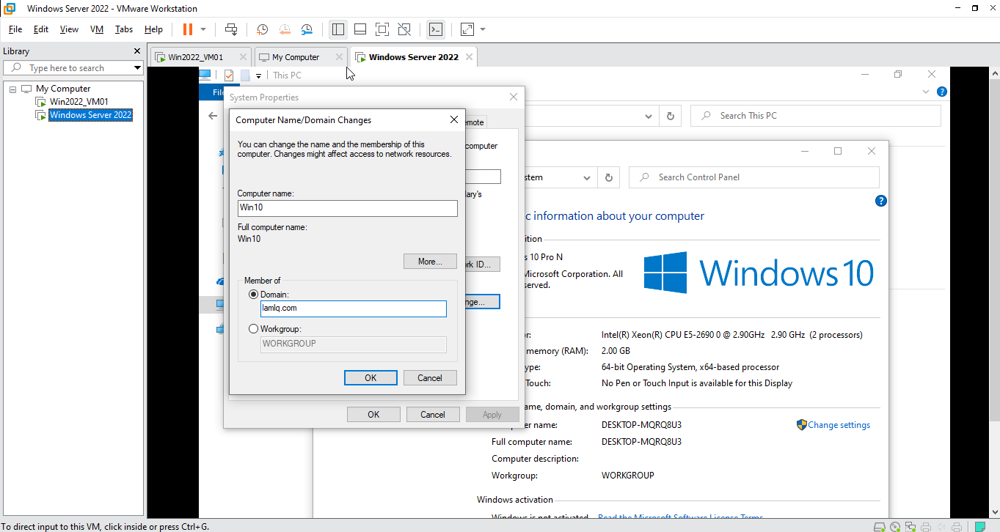 Windows Server 2022 - VMware Workstation
File Edit View VM Tabs Help
Library
Type here to search
My Computer
Win2022_VM01
Windows Server 2022
Win2022_VM01 My Computer Windows Server 2022
This PC
File
System Properties
Search This PC
Computer Name/Domain Changes
emote
You can change the name and the membership of this
computer. Changes might affect access to network resources.
computer
stem
Search Control Panel
ary's
Computer name:
Win10
Full computer name:
Win10
c information about your computer
ition
s 10 Pro N
Microsoft Corporation. All
served.
Windows 10
More...
rk ID...
Member of
Domain:
lamlq.com
nge...
Workgroup:
WORKGROUP
OK Cancel
OK Cancel Apply
r: Intel(R) Xeon(R) CPU E5-2690 0 @ 2.90GHz 2.90 GHz (2 processors)
memory (RAM): 2.00 GB
ype: 64-bit Operating System, x64-based processor
Touch: No Pen or Touch Input is available for this Display
ame, domain, and workgroup settings
er name: DESKTOP-MQRQ8U3 Change settings
Full computer name: DESKTOP-MQRQ8U3
Computer description:
Workgroup: WORKGROUP
Windows activation
Windows is not activated. Read the Microsoft Software License Terms
To direct input to this VM, click inside or press Ctrl+G.